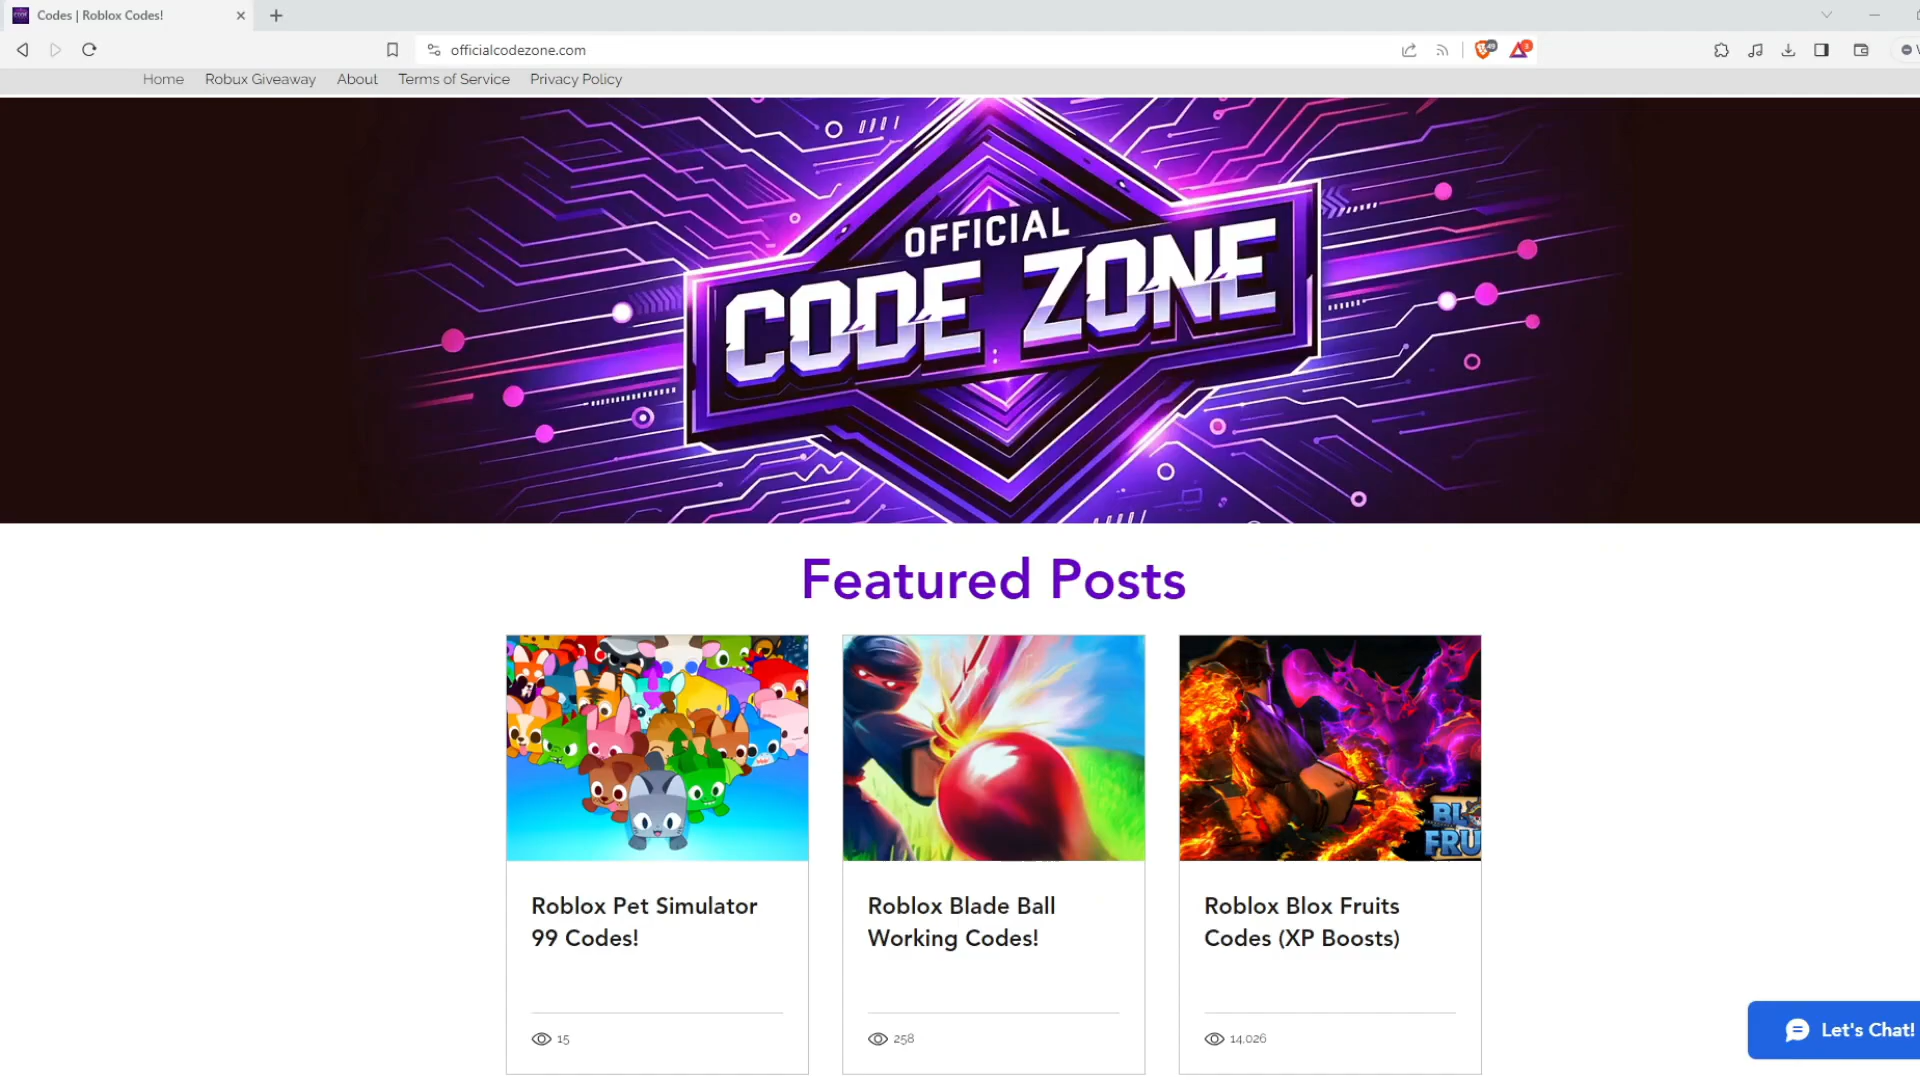 Codes | Roblox Codes!
officialcodezone.com
Home Robux Giveaway About Terms of Service Privacy Policy
OFFICIAL
CODE ZONE
Featured Posts
Roblox Pet Simulator
99 Codes!
15
Roblox Blade Ball
Working Codes!
258
Roblox Blox Fruits
Codes (XP Boosts)
14,026
Let's Chat!